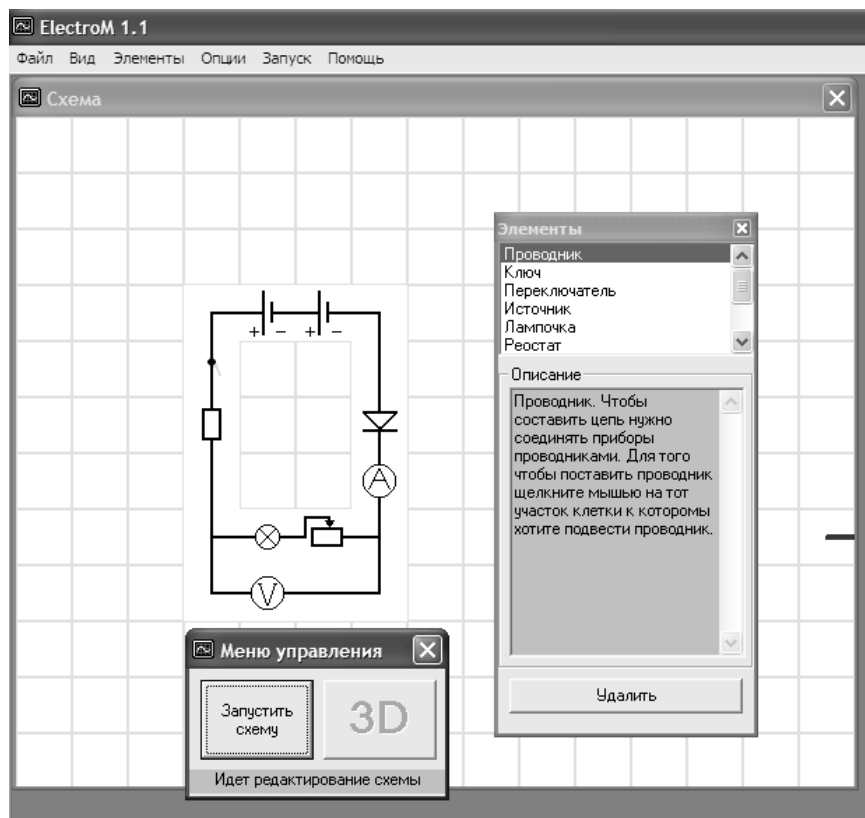 ElectroM 1.1
Файл Вид Элементы Опции Запуск Помощь
Схема
Элементы
Проводник
Ключ
Переключатель
Источник
Лампочка
Реостат
Описание
Проводник. Чтобы
составить цепь нужно
соединять приборы
проводниками. Для того
чтобы поставить проводник
щелкните мышью на тот
участок клетки к которомы
хотите подвести проводник.
Удалить
+ − + −
A
V
Меню управления
Запустить
схему
3D
Идет редактирование схемы